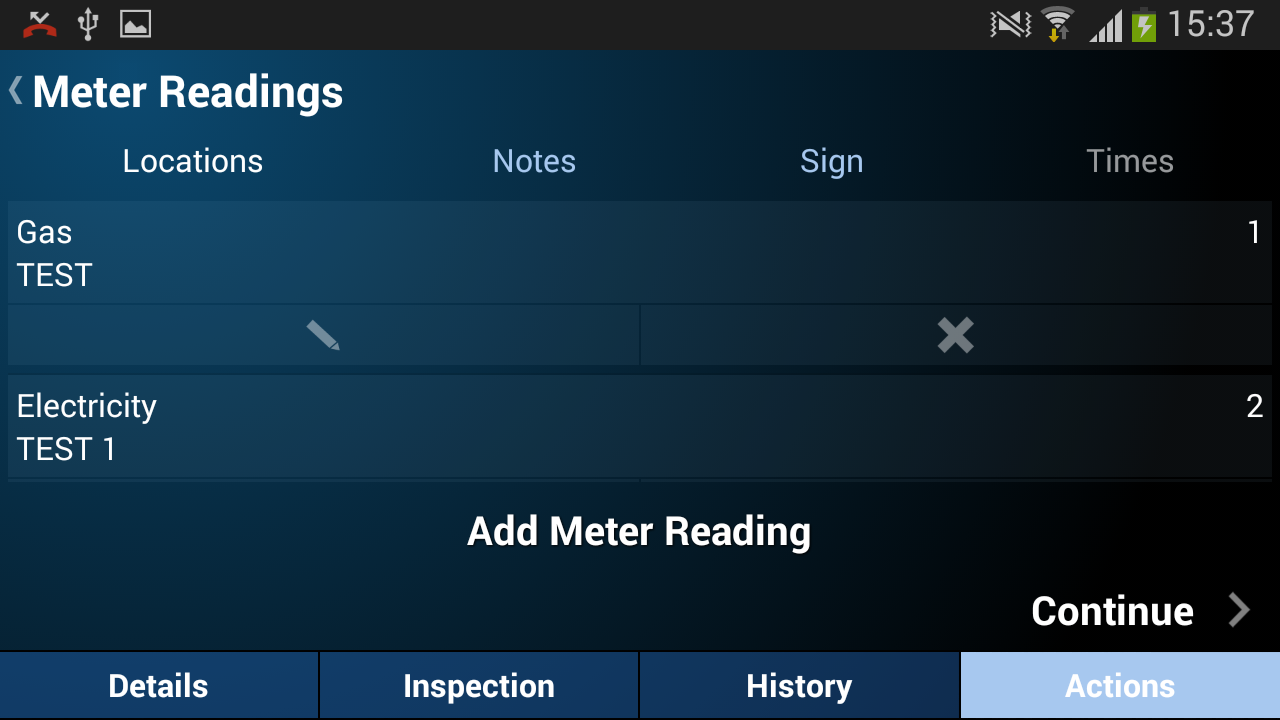 15:37
Meter Readings
Locations Notes Sign Times
Gas 1
TEST
Electricity 2
TEST 1
Add Meter Reading
Continue
Details Inspection History Actions